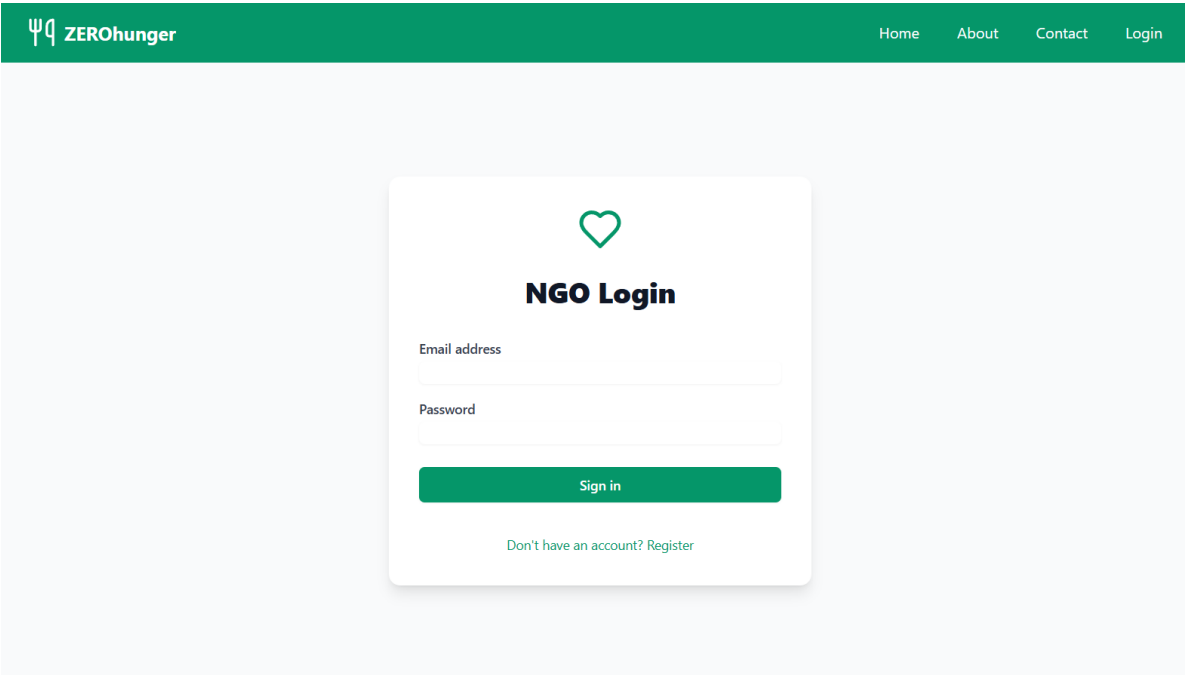 ZEROhunger
Home About Contact Login
NGO Login
Email address
Password
Sign in
Don't have an account? Register